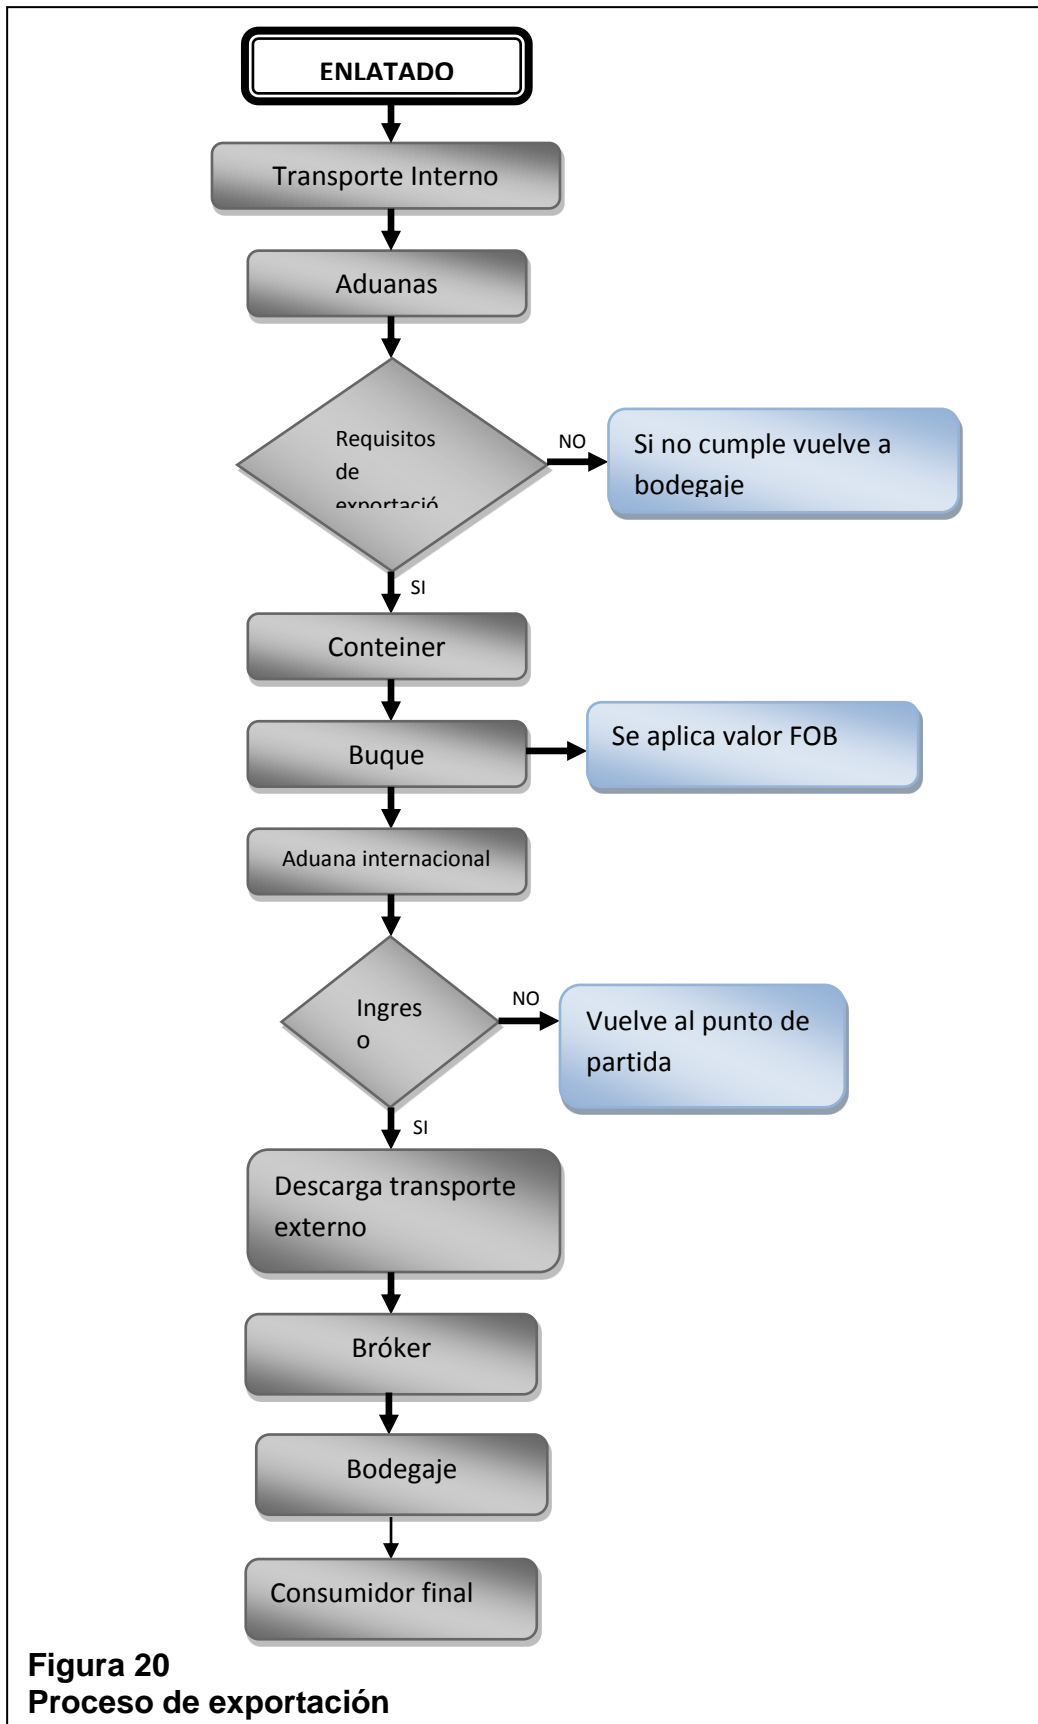 ENLATADO
Transporte Interno
Aduanas
Requisitos
de
exportació
NO
Si no cumple vuelve a
bodegaje
SI
Conteiner
Buque
Se aplica valor FOB
Aduana internacional
Ingres
o
NO
Vuelve al punto de
partida
SI
Descarga transporte
externo
Bróker
Bodegaje
Consumidor final
Figura 20
Proceso de exportación